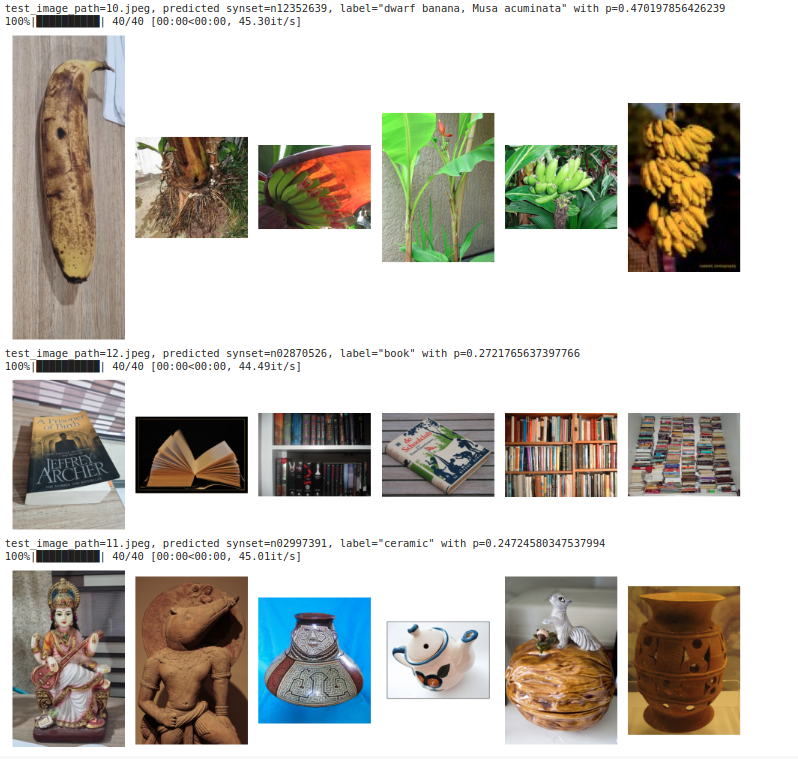 test_image_path=10.jpeg, predicted synset=n12352639, label="dwarf banana, Musa acuminata" with p=0.470197856426239
100%|██████████| 40/40 [00:00<00:00, 45.30it/s]
test_image_path=12.jpeg, predicted synset=n02870526, label="book" with p=0.2721765637397766
100%|██████████| 40/40 [00:00<00:00, 44.49it/s]
A Prisoner
of Birth
JEFFREY
ARCHER
de
test_image_path=11.jpeg, predicted synset=n02997391, label="ceramic" with p=0.24724580347537994
100%|██████████| 40/40 [00:00<00:00, 45.01it/s]